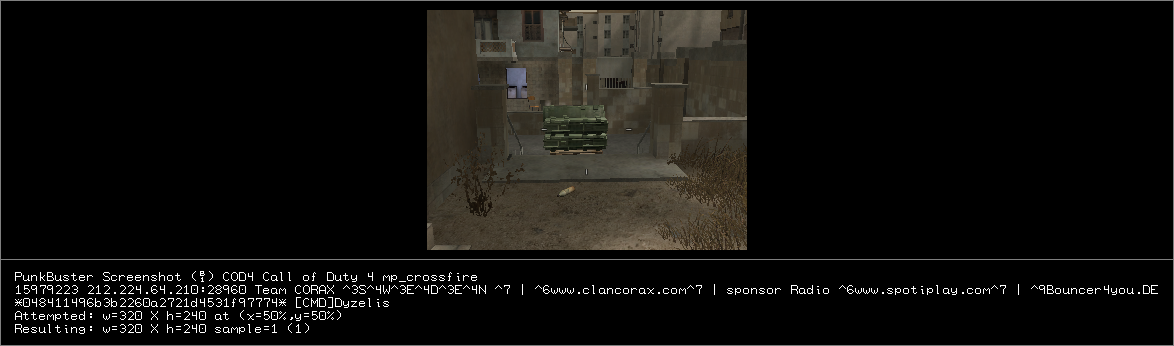 PunkBuster Screenshot (B I) COD4 Call of Duty 4 mp_crossfire
15979223 212.224.64.210:28960 Team CORAX ^3S^4W^3E^4D^3E^4N ^7 | ^6www.clancorax.com^7 | sponsor Radio ^6www.spotiplay.com^7 | ^9Bouncer4you.DE
*048411496b3b2260a2721d4531f97774* [CMD]Dyzelis
Attempted: w=320 X h=240 at (x=50%,y=50%)
Resulting: w=320 X h=240 sample=1 (1)